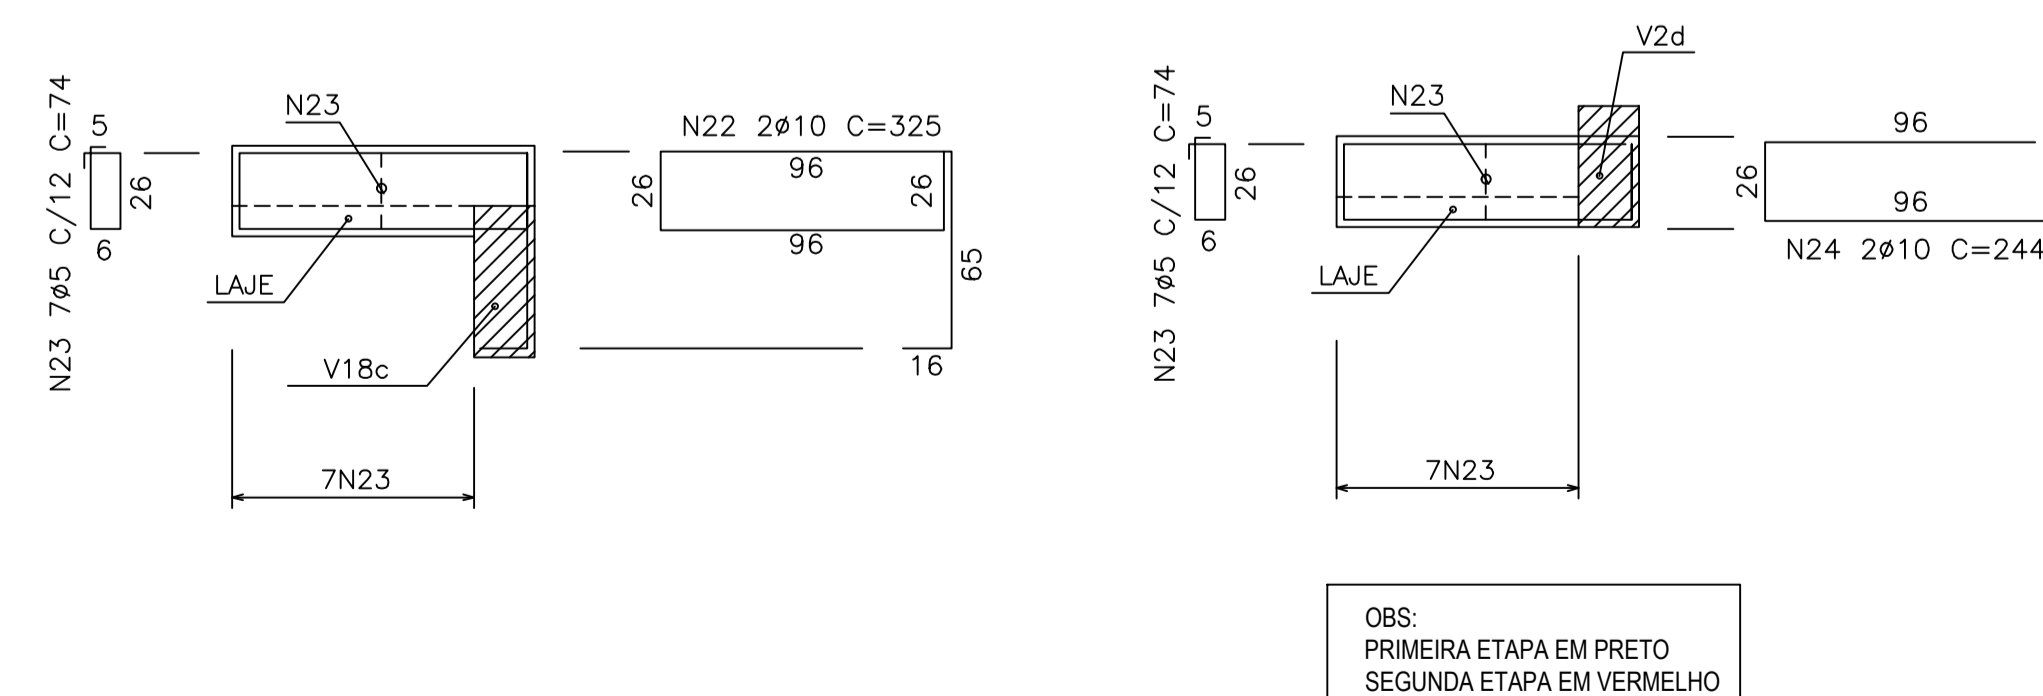 N23 7ø5 C/12 C=74
5
26
6
N23
LAJE
V18c
7N23
N22 2ø10 C=325
96
26
26
96
65
16
N23 7ø5 C/12 C=74
5
26
6
N23
V2d
LAJE
7N23
96
26
96
N24 2ø10 C=244
OBS:
PRIMEIRA ETAPA EM PRETO
SEGUNDA ETAPA EM VERMELHO